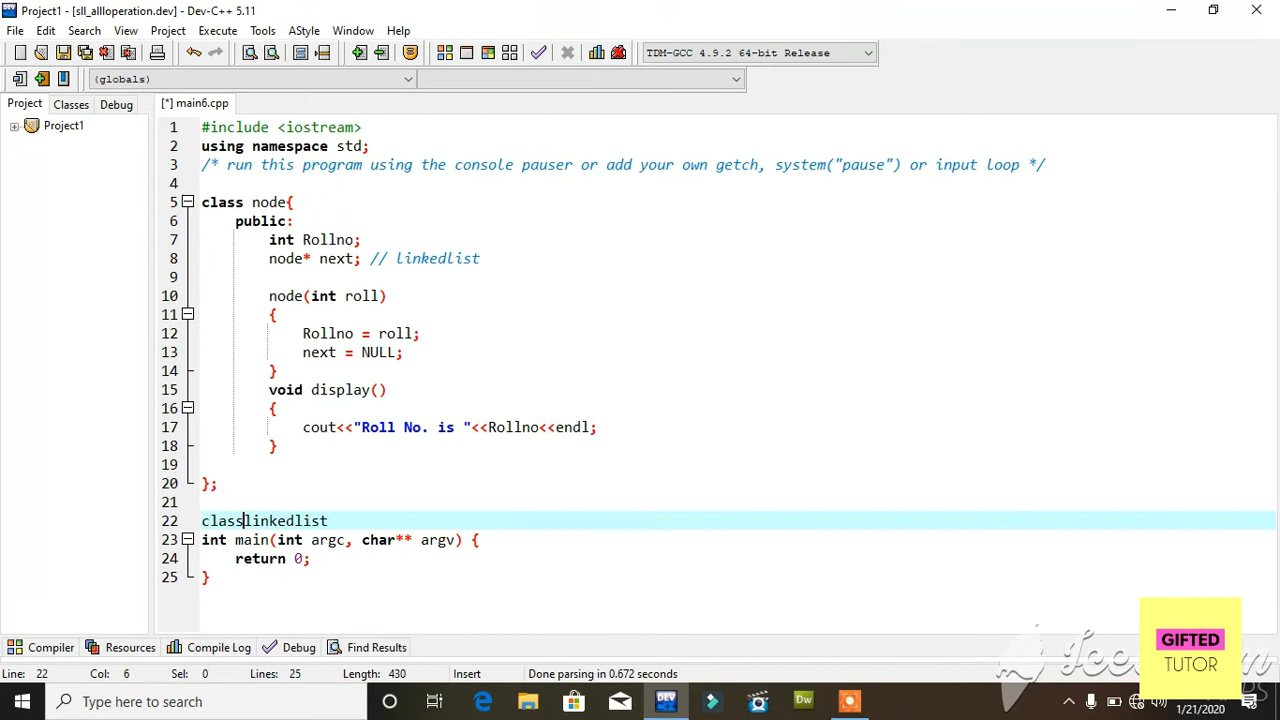 Project1 - [sll_allloperation.dev] - Dev-C++ 5.11
File Edit Search View Project Execute Tools AStyle Window Help
TDM-GCC 4.9.2 64-bit Release
(globals)
Project Classes Debug [*] main6.cpp
Project1
1 #include <iostream>
2 using namespace std;
3 /* run this program using the console pauser or add your own getch, system("pause") or input loop */
4
5 class node{
6 public:
7 int Rollno;
8 node* next; // linkedlist
9
10 node(int roll)
11 {
12 Rollno = roll;
13 next = NULL;
14 }
15 void display()
16 {
17 cout<<"Roll No. is "<<Rollno<<endl;
18 }
19
20 };
21
22 classlinkedlist
23 int main(int argc, char** argv) {
24 return 0;
25 }
GIFTED
TUTOR
Compiler Resources Compile Log Debug Find Results
Line: 22 Col: 6 Sel: 0 Lines: 25 Length: 430 Insert Done parsing in 0.672 seconds
Type here to search
DEV
Dw
1/21/2020